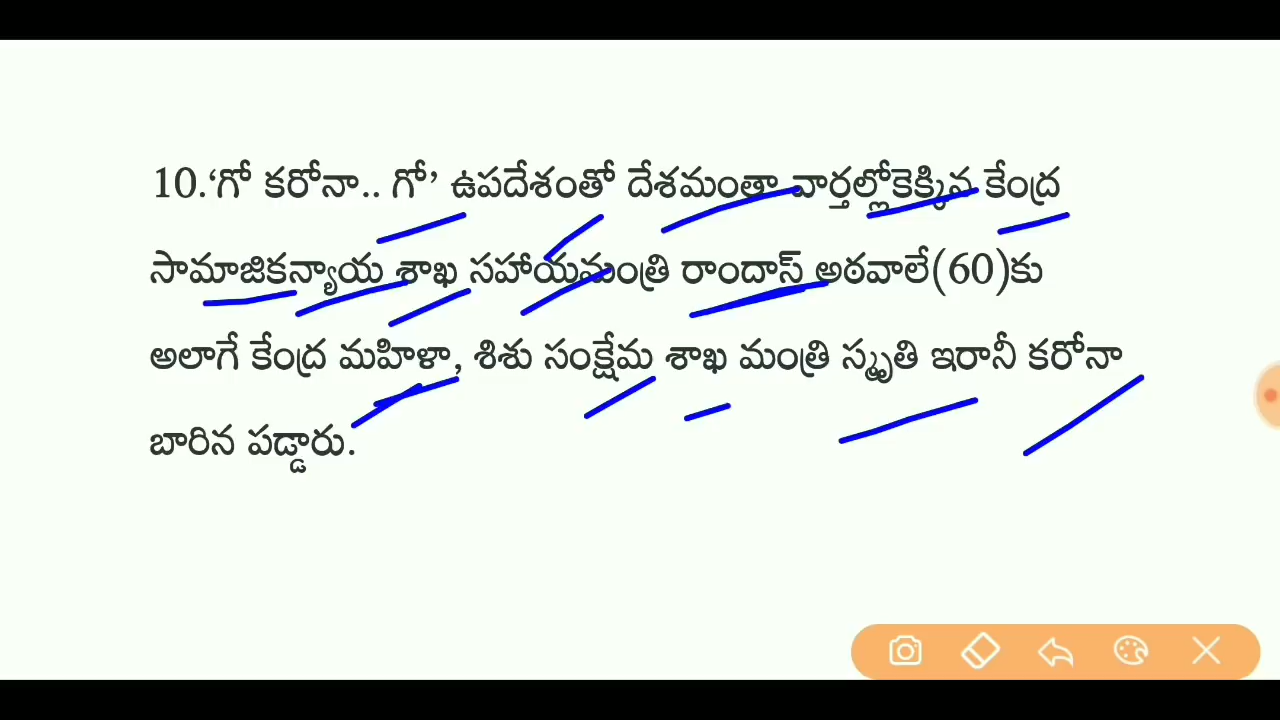 10.‘గో కరోనా.. గో’ ఉపదేశంతో దేశమంతా వార్తల్లోకెక్కిన కేంద్ర
సామాజికన్యాయ శాఖ సహాయమంత్రి రాందాస్ అఠవాలే(60)కు
అలాగే కేంద్ర మహిళా, శిశు సంక్షేమ శాఖ మంత్రి స్మృతి ఇరానీ కరోనా
బారిన పడ్డారు.